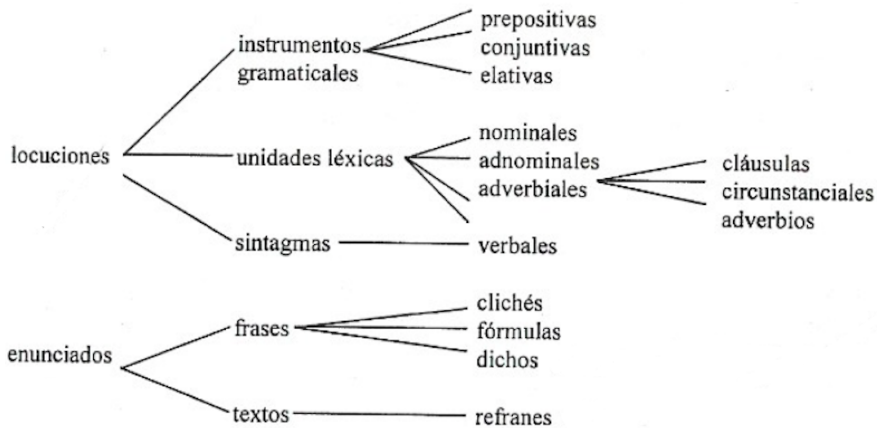 locuciones
instrumentos
gramaticales
prepositivas
conjuntivas
elativas
unidades léxicas
nominales
adnominales
adverbiales
cláusulas
circunstanciales
adverbios
sintagmas
verbales
enunciados
frases
clichés
fórmulas
dichos
textos
refranes